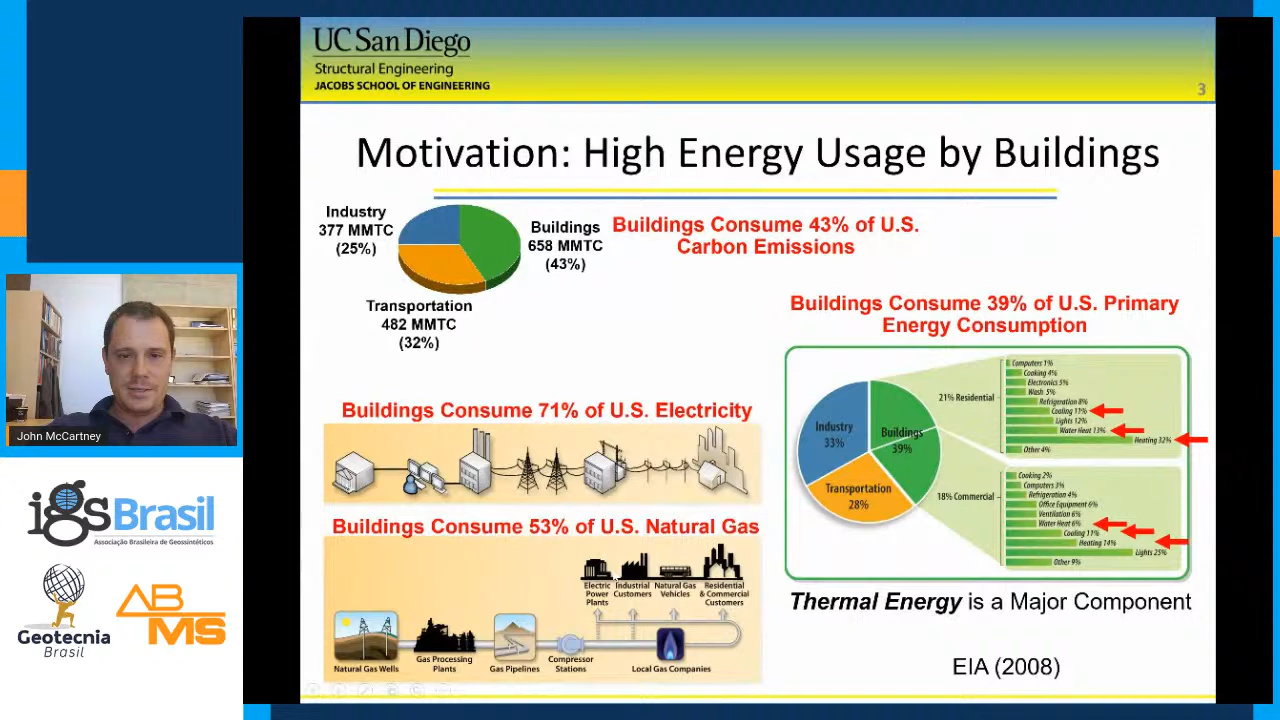 UC San Diego
Structural Engineering
JACOBS SCHOOL OF ENGINEERING
3
Motivation: High Energy Usage by Buildings
Industry
377 MMTC
(25%)
Buildings
658 MMTC
(43%)
Transportation
482 MMTC
(32%)
Buildings Consume 43% of U.S.
Carbon Emissions
Buildings Consume 39% of U.S. Primary
Energy Consumption
Industry
33%
Buildings
39%
Transportation
28%
21% Residential
Computers 1%
Cooking 4%
Electronics 5%
Wash 5%
Refrigeration 8%
Cooling 11%
Lights 12%
Water Heat 13%
Heating 32%
Other 4%
18% Commercial
Cooking 2%
Computers 3%
Refrigeration 4%
Office Equipment 6%
Ventilation 6%
Water Heat 6%
Cooling 11%
Heating 14%
Lights 25%
Other 9%
Thermal Energy is a Major Component
EIA (2008)
Buildings Consume 71% of U.S. Electricity
Buildings Consume 53% of U.S. Natural Gas
Electric
Power
Plants
Industrial
Customers
Natural Gas
Vehicles
Residential
& Commercial
Customers
Natural Gas Wells
Gas Processing
Plants
Gas Pipelines
Compressor
Stations
Local Gas Companies
John McCartney
igs Brasil
Associação Brasileira de Geossintéticos
Geotecnia
Brasil
ABMS